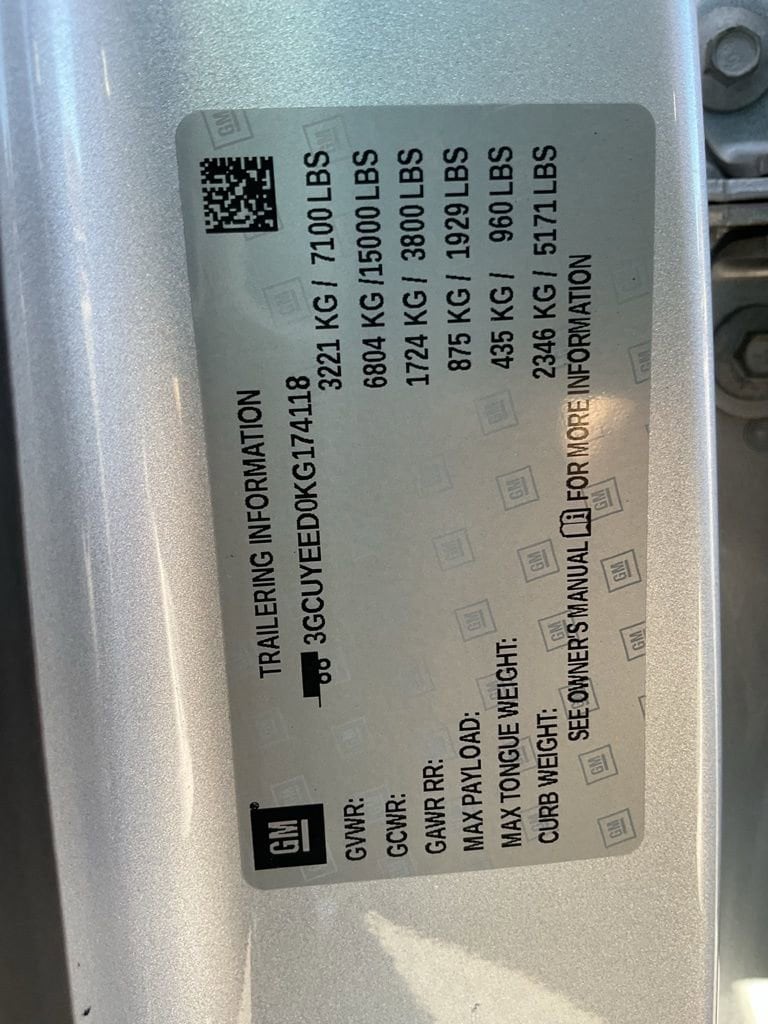 GM
TRAILERING INFORMATION
3GCUYEED0KG174118
GVWR: 3221 KG / 7100 LBS
GCWR: 6804 KG /15000 LBS
GAWR RR: 1724 KG / 3800 LBS
MAX PAYLOAD: 875 KG / 1929 LBS
MAX TONGUE WEIGHT: 435 KG / 960 LBS
CURB WEIGHT: 2346 KG / 5171 LBS
SEE OWNER'S MANUAL FOR MORE INFORMATION